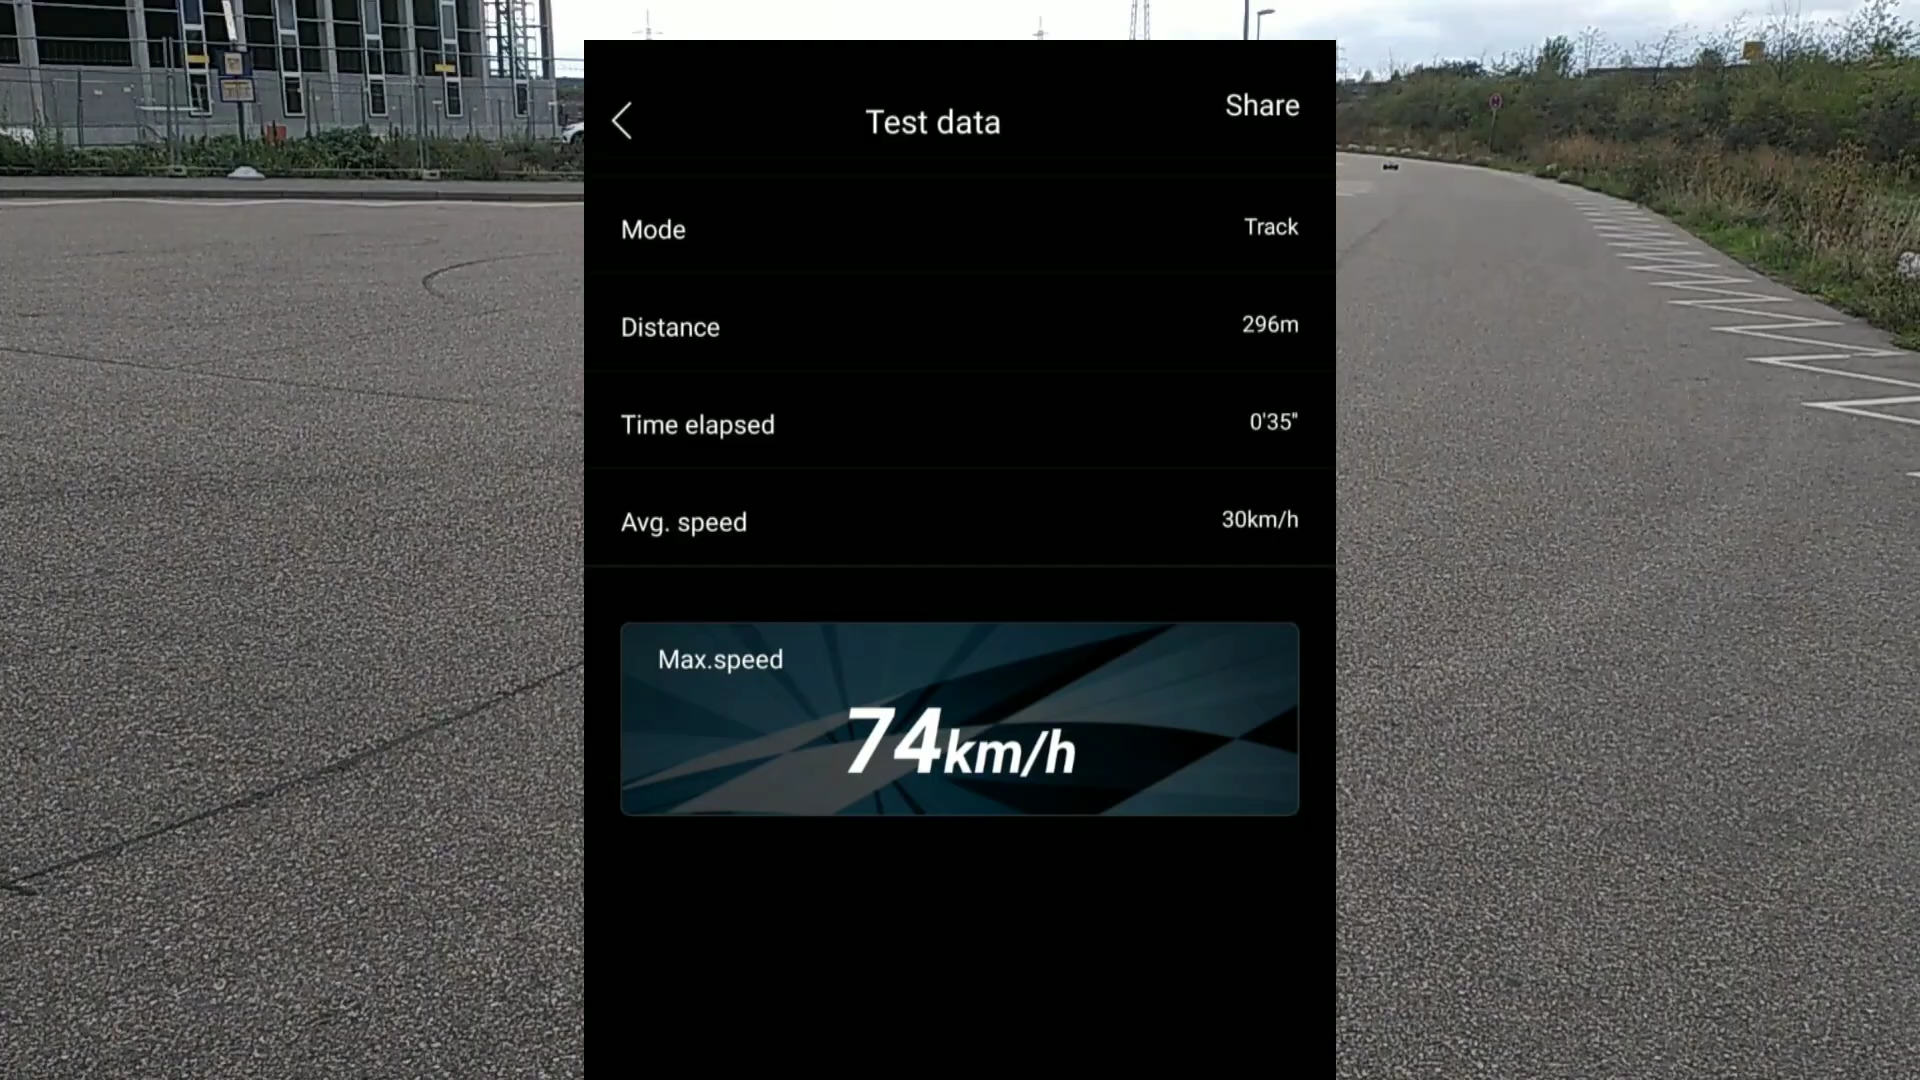 Test data
Share
Mode
Track
Distance
296m
Time elapsed
0'35"
Avg. speed
30km/h
Max.speed
74km/h